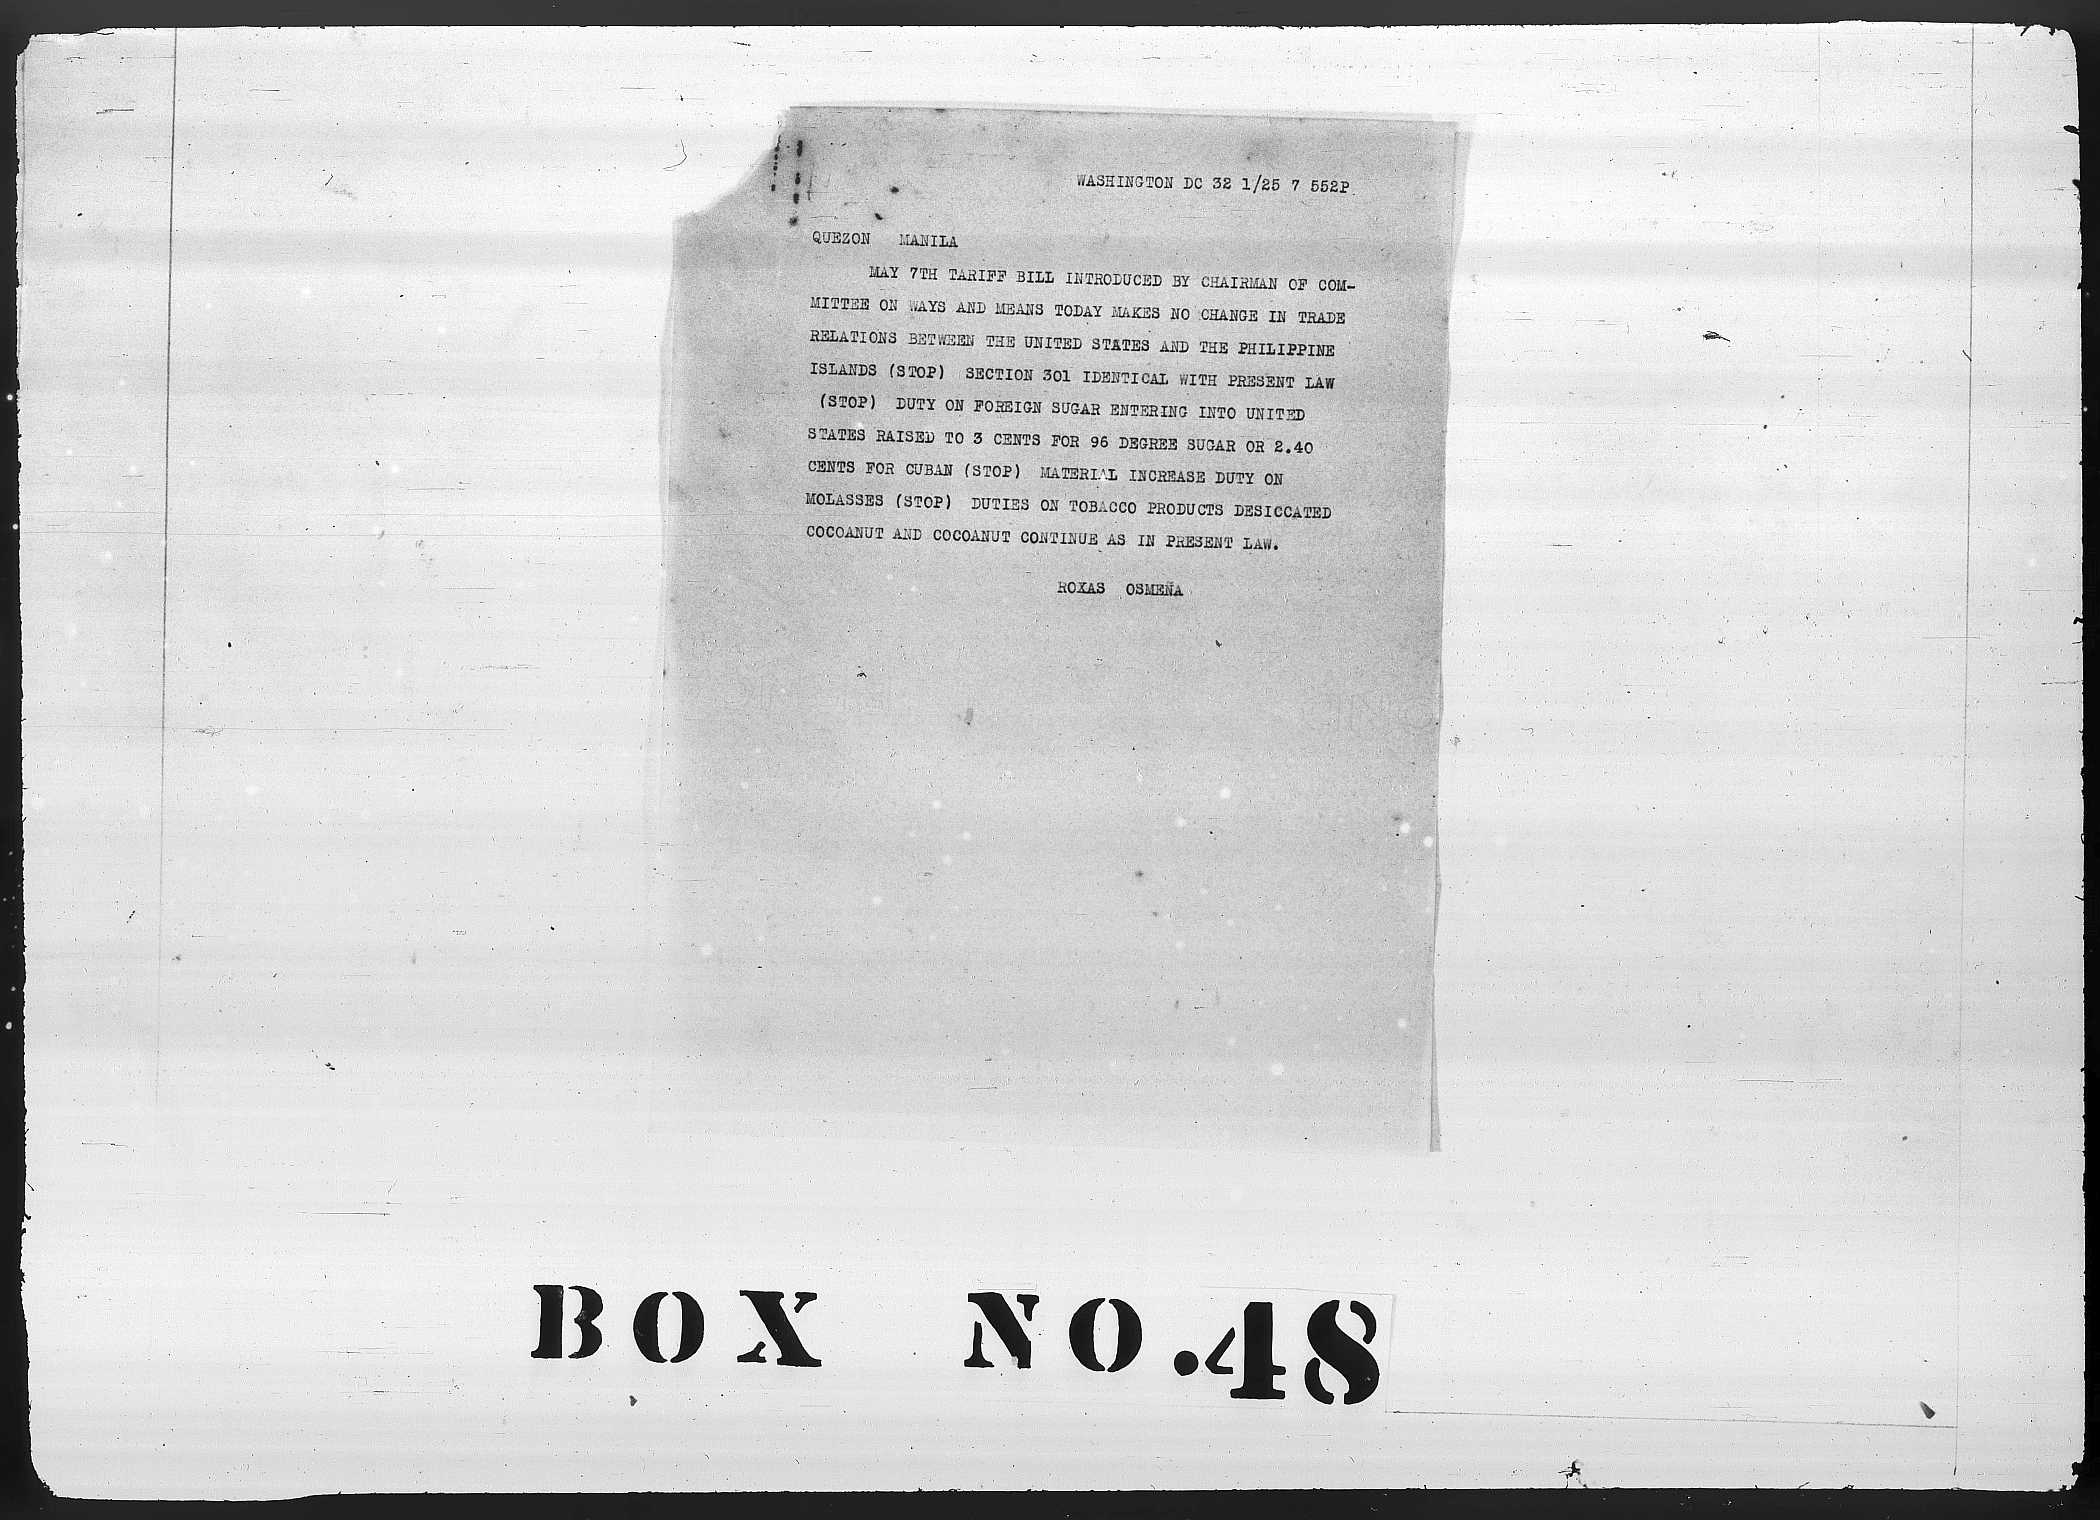 WASHINGTON DC 32 1/25 7 552P
QUEZON MANILA
MAY 7TH TARIFF BILL INTRODUCED BY CHAIRMAN OF COM-
MITTEE ON WAYS AND MEANS TODAY MAKES NO CHANGE IN TRADE
RELATIONS BETWEEN THE UNITED STATES AND THE PHILIPPINE
ISLANDS (STOP) SECTION 301 IDENTICAL WITH PRESENT LAW
(STOP) DUTY ON FOREIGN SUGAR ENTERING INTO UNITED
STATES RAISED TO 3 CENTS FOR 96 DEGREE SUGAR OR 2.40
CENTS FOR CUBAN (STOP) MATERIAL INCREASE DUTY ON
MOLASSES (STOP) DUTIES ON TOBACCO PRODUCTS DESICCATED
COCOANUT AND COCOANUT CONTINUE AS IN PRESENT LAW.
ROXAS OSMEÑA
BOX NO.48